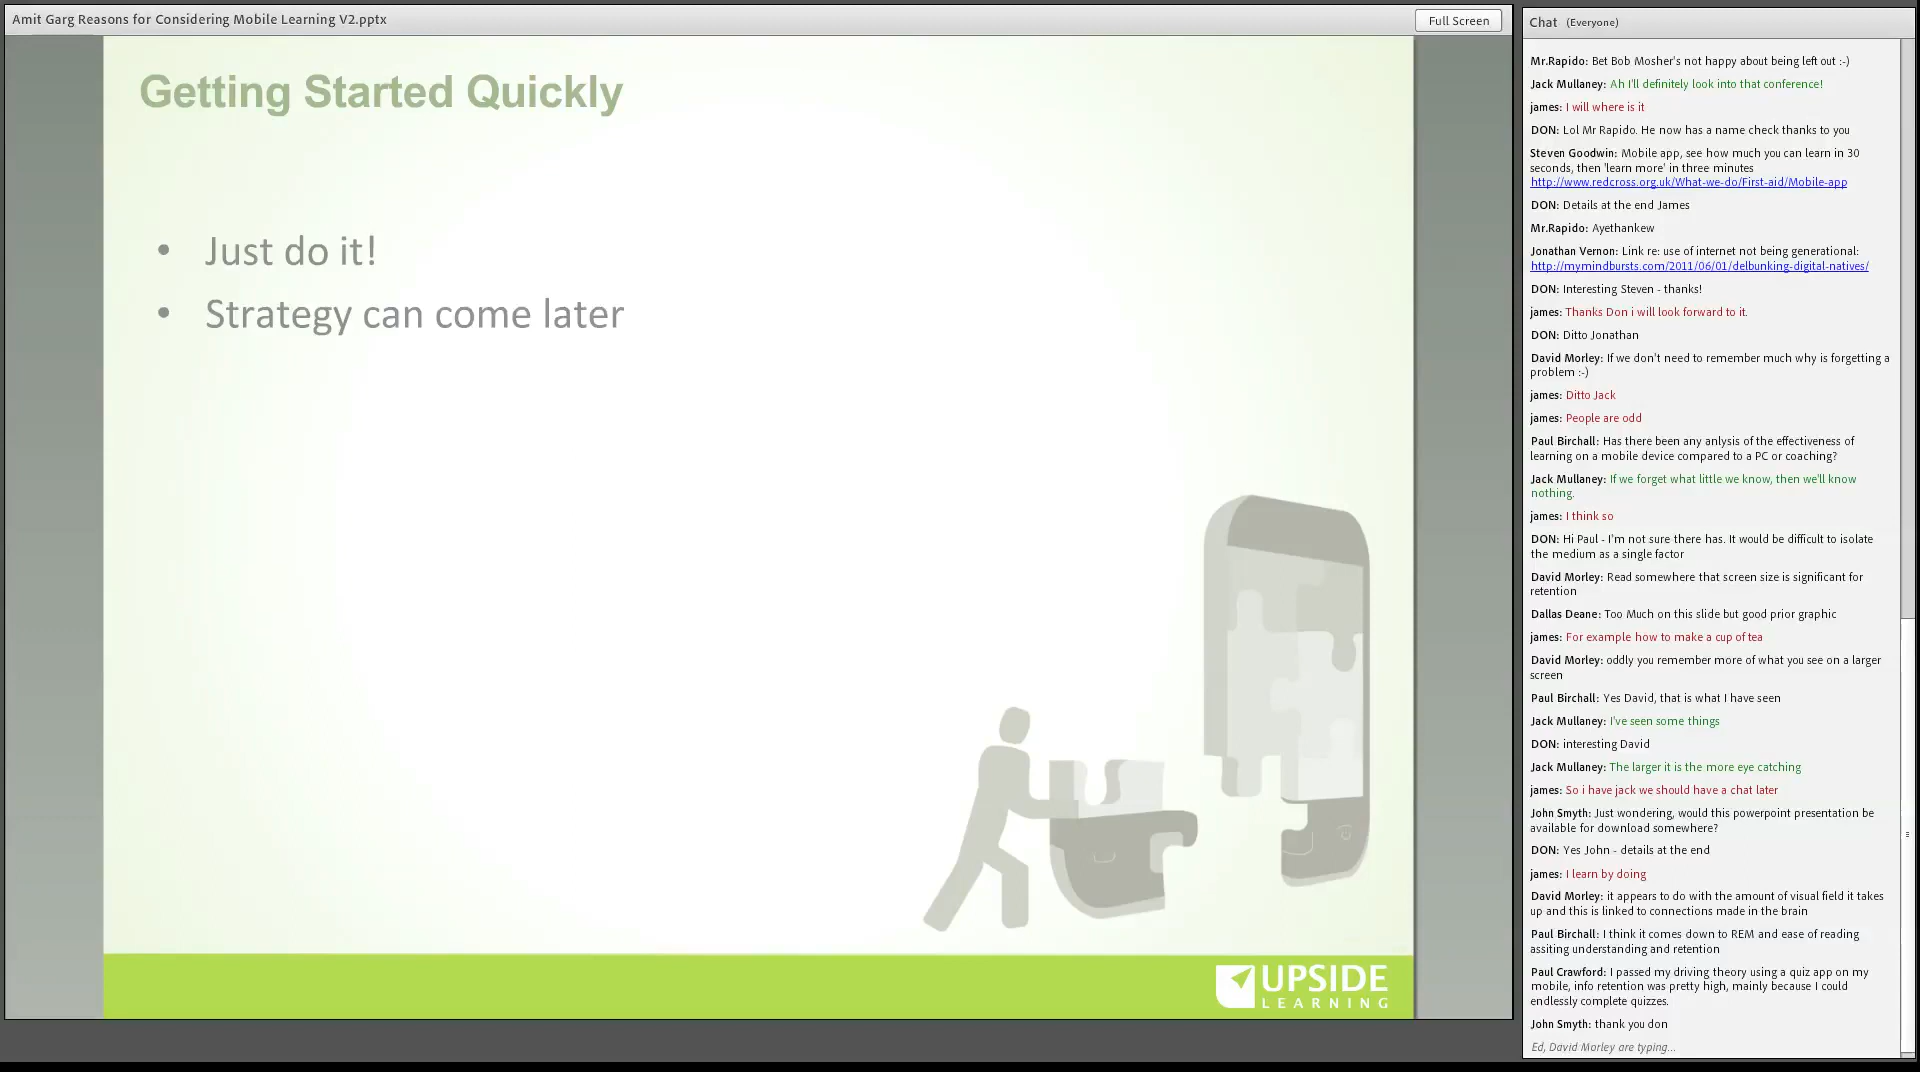 Amit Garg Reasons for Considering Mobile Learning V2.pptx
Full Screen
Getting Started Quickly
• Just do it!
• Strategy can come later
UPSIDE
LEARNING
Chat (Everyone)
Mr.Rapido: Bet Bob Mosher's not happy about being left out :-)
Jack Mullaney: Ah I'll definitely look into that conference!
james: I will where is it
DON: Lol Mr Rapido. He now has a name check thanks to you
Steven Goodwin: Mobile app, see how much you can learn in 30
seconds, then 'learn more' in three minutes
http://www.redcross.org.uk/What-we-do/First-aid/Mobile-app
DON: Details at the end James
Mr.Rapido: Ayethankew
Jonathan Vernon: Link re: use of internet not being generational:
http://mymindbursts.com/2011/06/01/delbunking-digital-natives/
DON: Interesting Steven - thanks!
james: Thanks Don i will look forward to it.
DON: Ditto Jonathan
David Morley: If we don't need to remember much why is forgetting a
problem :-)
james: Ditto Jack
james: People are odd
Paul Birchall: Has there been any anlysis of the effectiveness of
learning on a mobile device compared to a PC or coaching?
Jack Mullaney: If we forget what little we know, then we'll know
nothing.
james: I think so
DON: Hi Paul - I'm not sure there has. It would be difficult to isolate
the medium as a single factor
David Morley: Read somewhere that screen size is significant for
retention
Dallas Deane: Too Much on this slide but good prior graphic
james: For example how to make a cup of tea
David Morley: oddly you remember more of what you see on a larger
screen
Paul Birchall: Yes David, that is what I have seen
Jack Mullaney: I've seen some things
DON: interesting David
Jack Mullaney: The larger it is the more eye catching
james: So i have jack we should have a chat later
John Smyth: Just wondering, would this powerpoint presentation be
available for download somewhere?
DON: Yes John - details at the end
james: I learn by doing
David Morley: it appears to do with the amount of visual field it takes
up and this is linked to connections made in the brain
Paul Birchall: I think it comes down to REM and ease of reading
assiting understanding and retention
Paul Crawford: I passed my driving theory using a quiz app on my
mobile, info retention was pretty high, mainly because I could
endlessly complete quizzes.
John Smyth: thank you don
Ed, David Morley are typing...